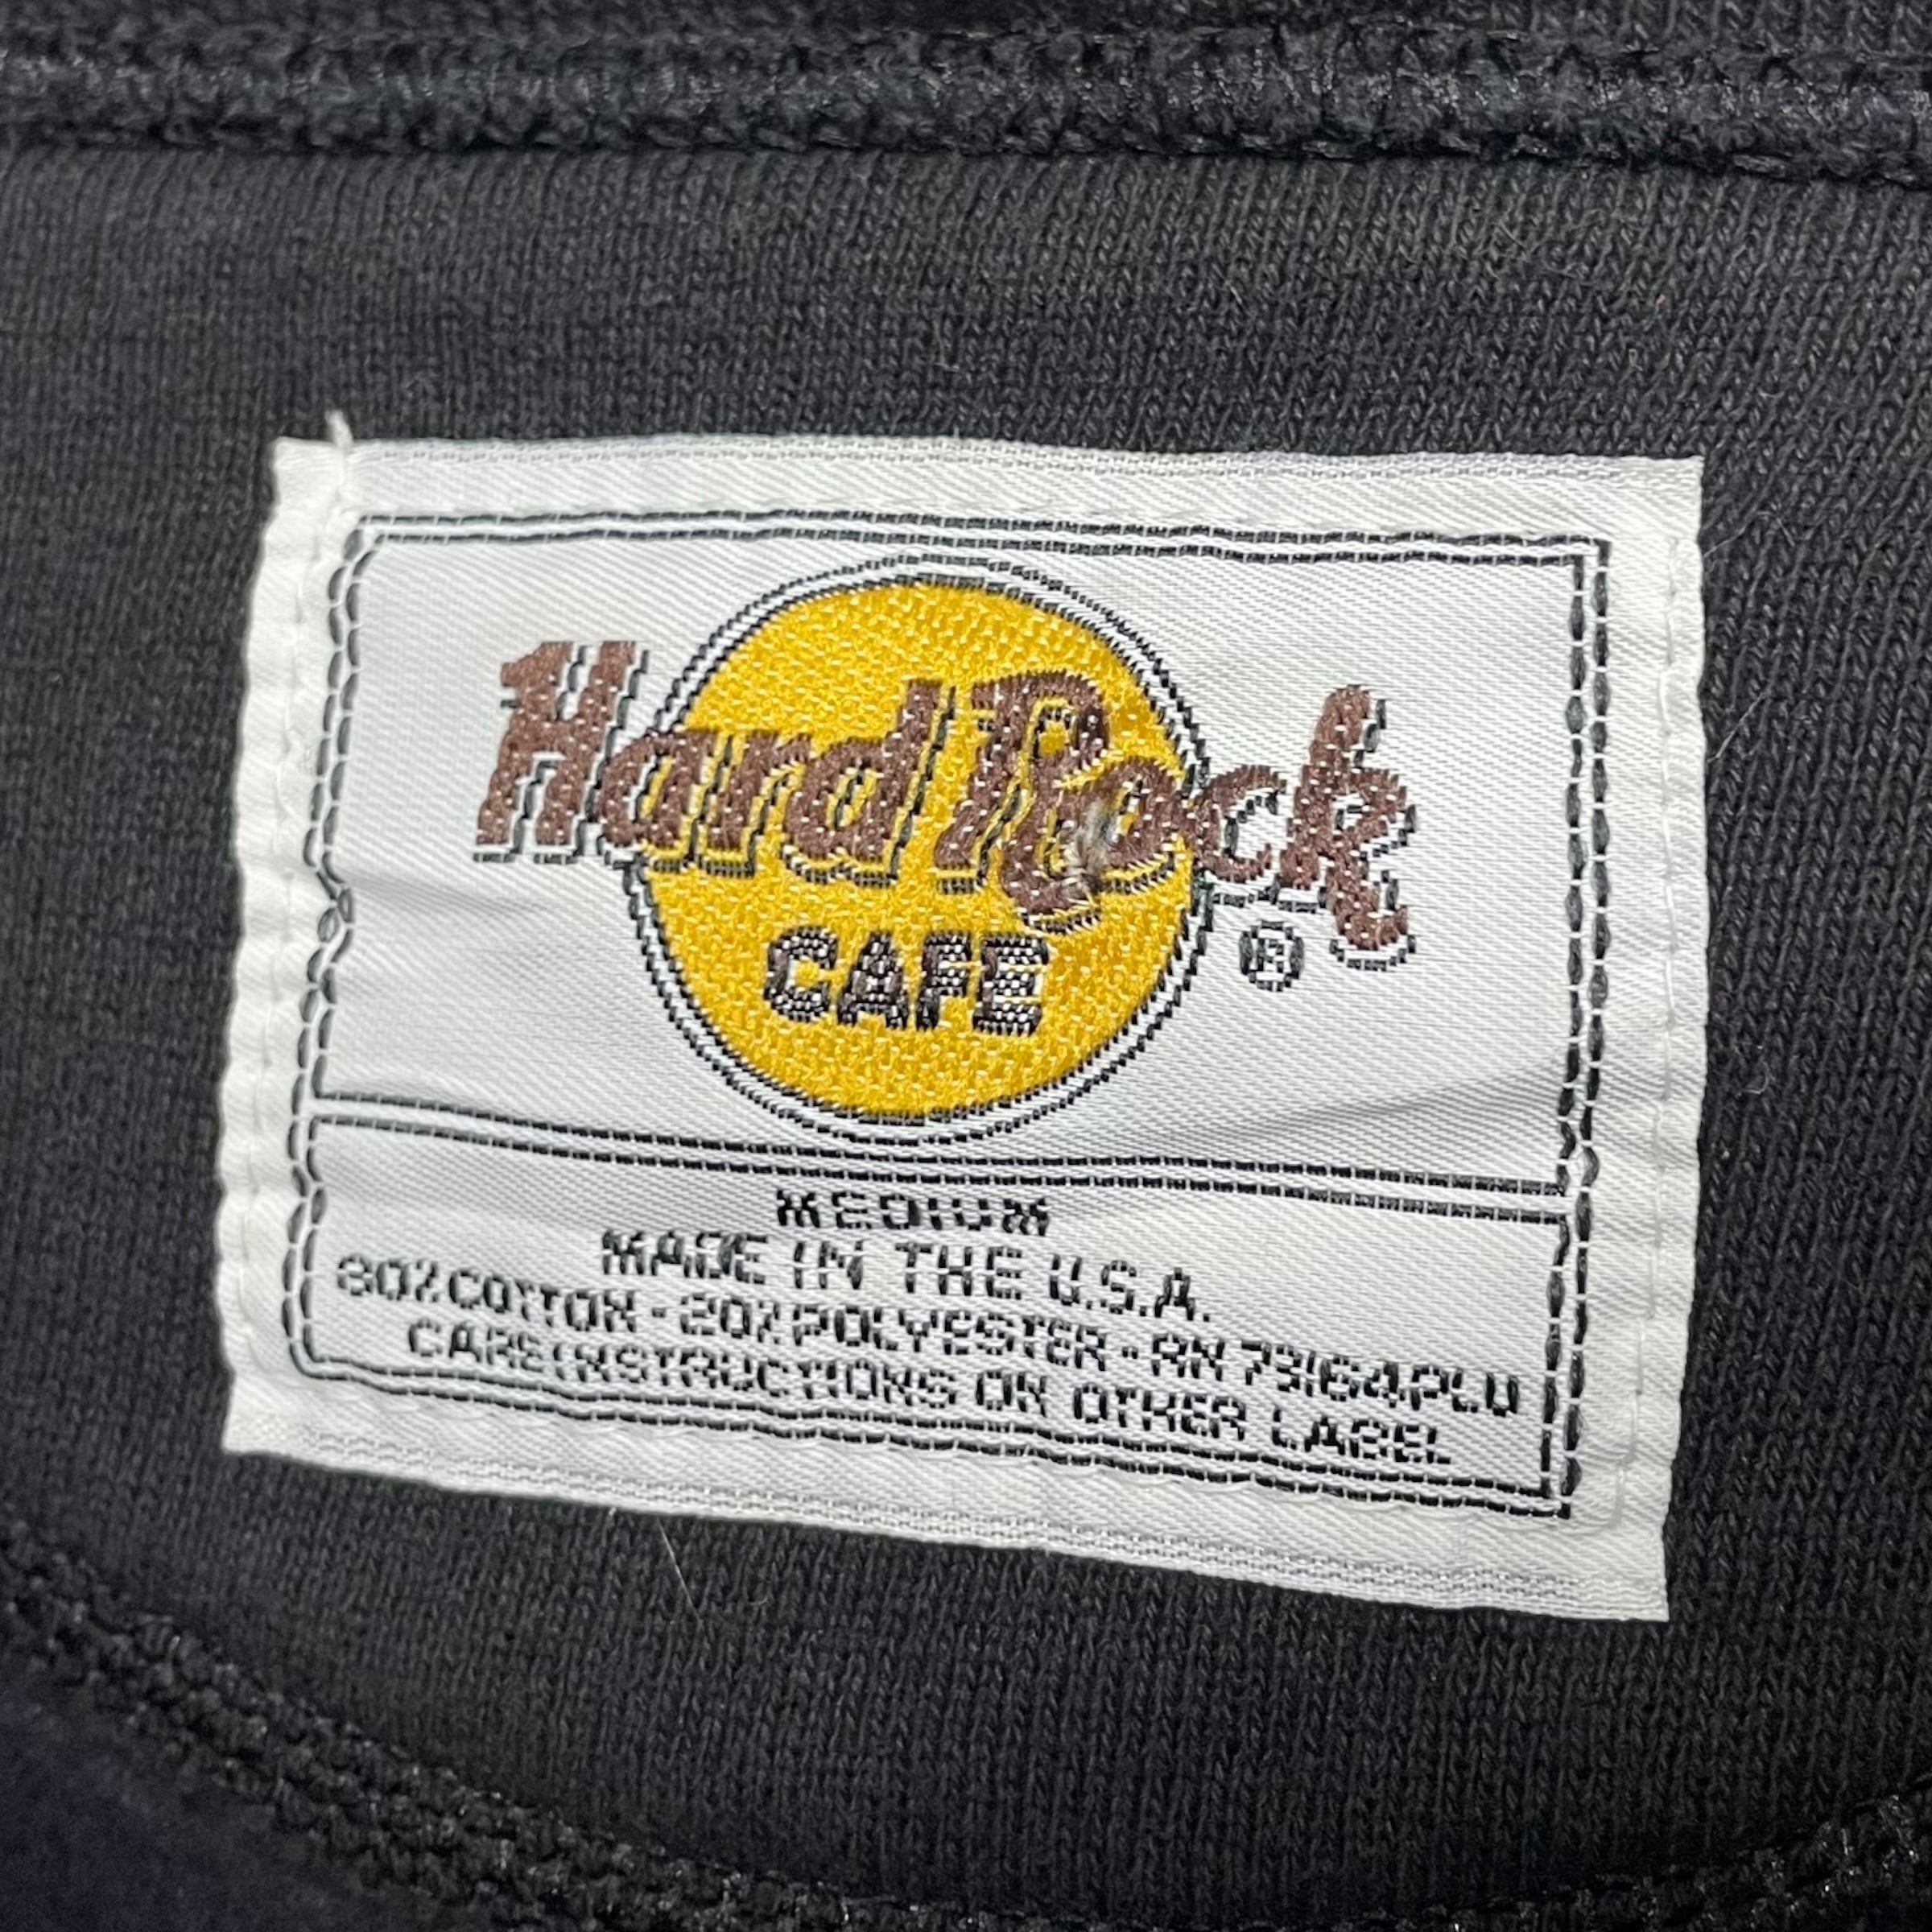 Hard Rock
CAFE
®
MEDIUM
MADE IN THE U.S.A.
80% COTTON - 20% POLYESTER - RN 73164PLU
CARE INSTRUCTIONS ON OTHER LABEL